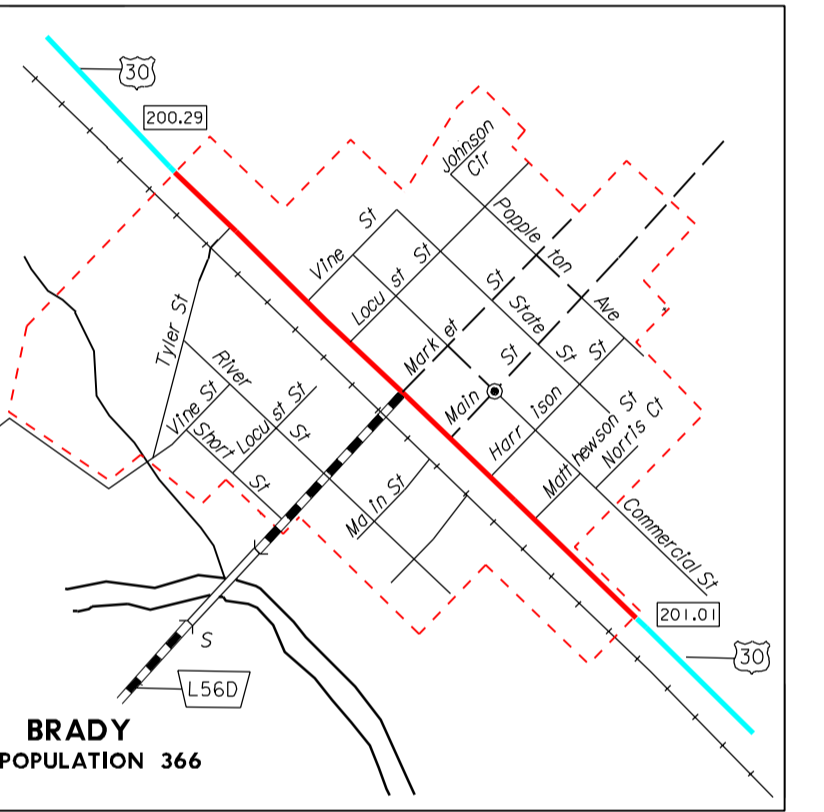 30
200.29
Johnson
Cir
Poppleton Ave
Vine St
Locust St
Market St
State St
Main St
Harrison St
Matthewson St
Norris Ct
Commercial St
Tyler St
River St
Vine St
Short St
Locust St
Main St
201.01
30
S
L56D
BRADY
POPULATION 366